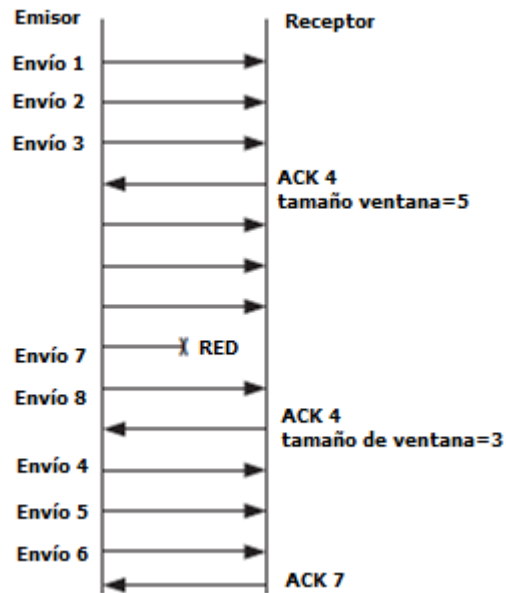 Emisor
Receptor
Envío 1
Envío 2
Envío 3
ACK 4
tamaño ventana=5
RED
Envío 7
Envío 8
ACK 4
tamaño de ventana=3
Envío 4
Envío 5
Envío 6
ACK 7